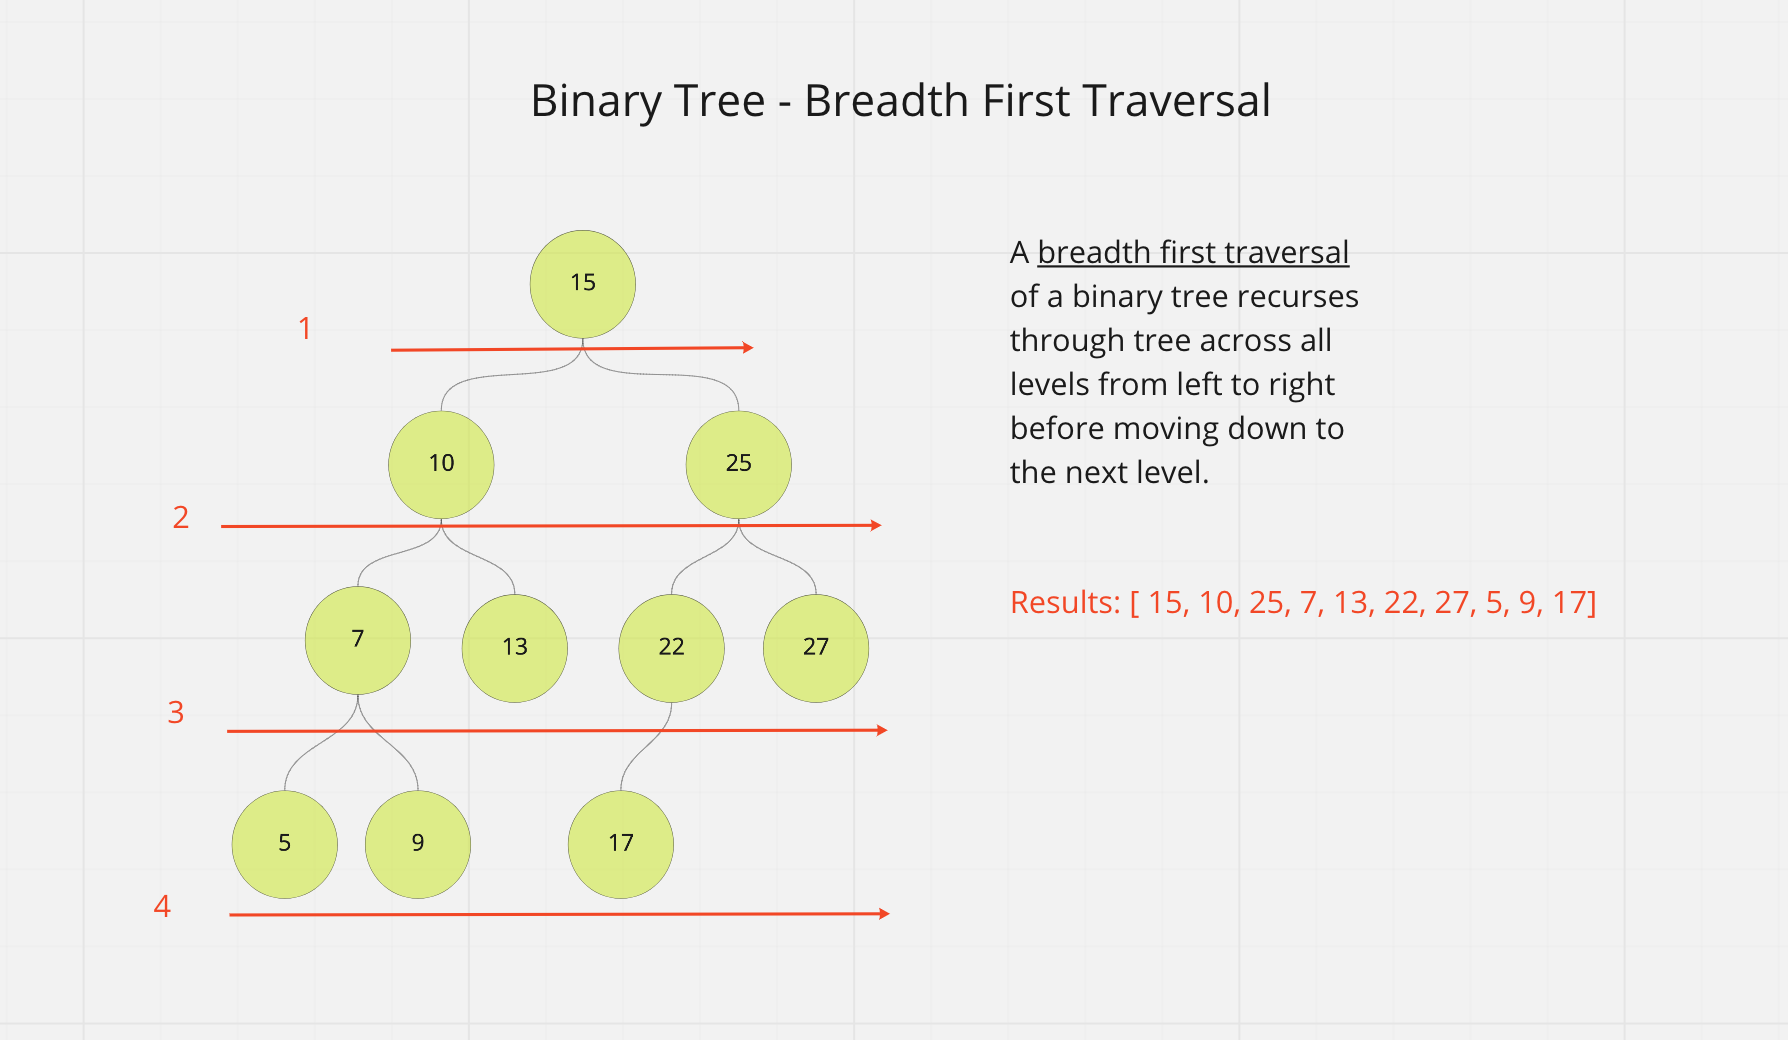 Binary Tree - Breadth First Traversal
15
1
10
25
2
7
13
22
27
3
5
9
17
4
A breadth first traversal
of a binary tree recurses
through tree across all
levels from left to right
before moving down to
the next level.
Results: [ 15, 10, 25, 7, 13, 22, 27, 5, 9, 17]